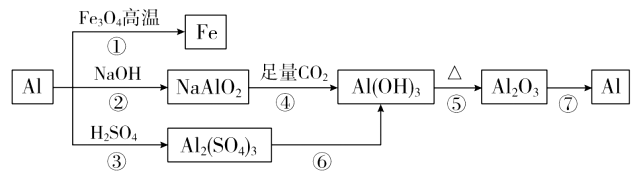 Fe₃O₄高温
①
Fe
Al
NaOH
②
NaAlO₂
足量CO₂
④
Al(OH)₃
△
⑤
Al₂O₃
⑦
Al
H₂SO₄
③
Al₂(SO₄)₃
⑥